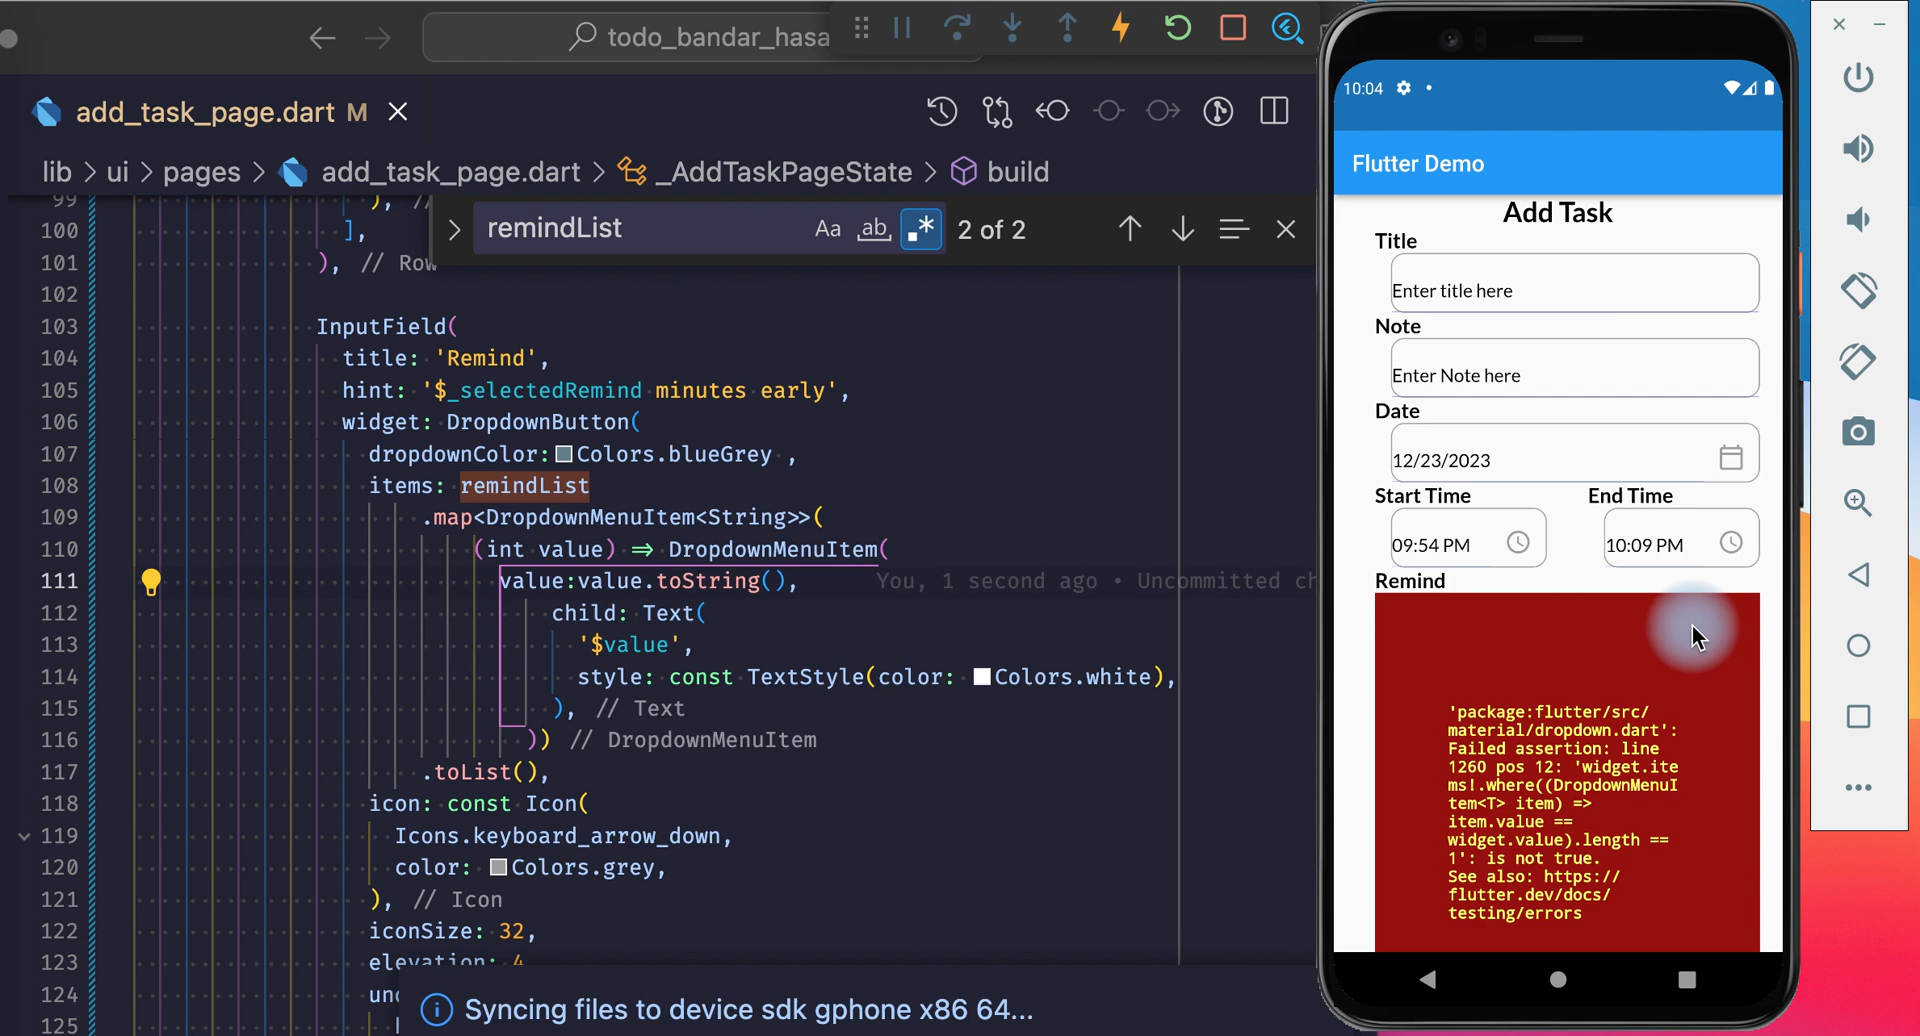 todo_bandar_hasa
add_task_page.dart M
lib > ui > pages > add_task_page.dart > _AddTaskPageState > build
remindList Aa ab .* 2 of 2
99 ), //
100 ],
101 ), // Row
102
103 InputField(
104 title: 'Remind',
105 hint: '$_selectedRemind minutes early',
106 widget: DropdownButton(
107 dropdownColor: Colors.blueGrey ,
108 items: remindList
109 .map<DropdownMenuItem<String>>(
110 (int value) => DropdownMenuItem(
111 value:value.toString(), You, 1 second ago • Uncommitted ch
112 child: Text(
113 '$value',
114 style: const TextStyle(color: Colors.white),
115 ), // Text
116 )) // DropdownMenuItem
117 .toList(),
118 icon: const Icon(
119 Icons.keyboard_arrow_down,
120 color: Colors.grey,
121 ), // Icon
122 iconSize: 32,
123 elevation: 4
124 und
125
Syncing files to device sdk gphone x86 64...
10:04
Flutter Demo
Add Task
Title
Enter title here
Note
Enter Note here
Date
12/23/2023
Start Time End Time
09:54 PM 10:09 PM
Remind
'package:flutter/src/
material/dropdown.dart':
Failed assertion: line
1260 pos 12: 'widget.ite
ms!.where((DropdownMenuI
tem<T> item) =>
item.value ==
widget.value).length ==
1': is not true.
See also: https://
flutter.dev/docs/
testing/errors